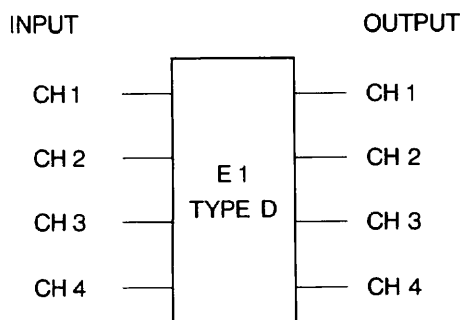 INPUT OUTPUT
CH 1 CH 1
CH 2 CH 2
E 1
TYPE D
CH 3 CH 3
CH 4 CH 4